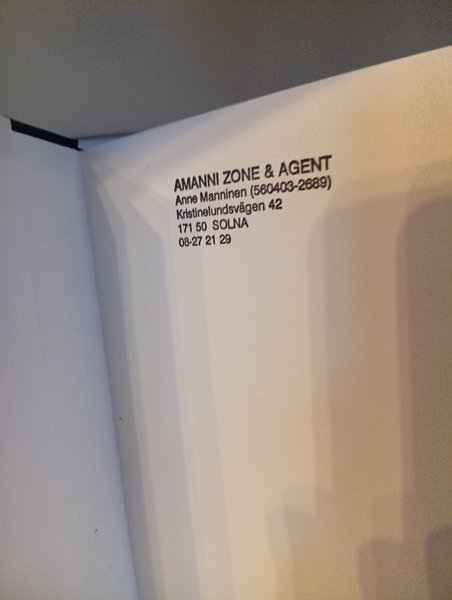 AMANNI ZONE & AGENT
Anne Manninen (560403-2689)
Kristinelundsvägen 42
171 50 SOLNA
08-27 21 29